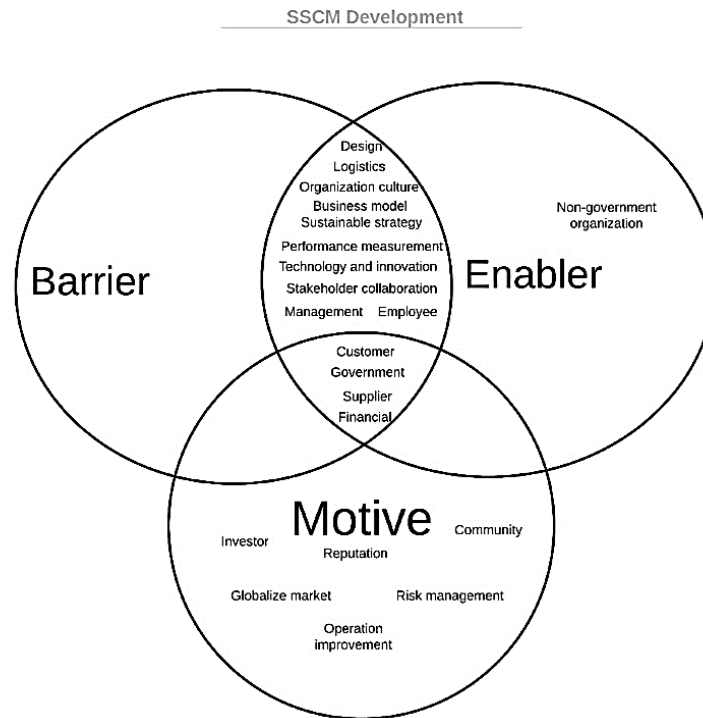 SSCM Development
Design
Logistics
Organization culture
Business model
Sustainable strategy
Performance measurement
Technology and innovation
Stakeholder collaboration
Management Employee
Barrier
Non-government
organization
Enabler
Customer
Government
Supplier
Financial
Motive
Investor
Reputation
Community
Globalize market
Risk management
Operation
improvement